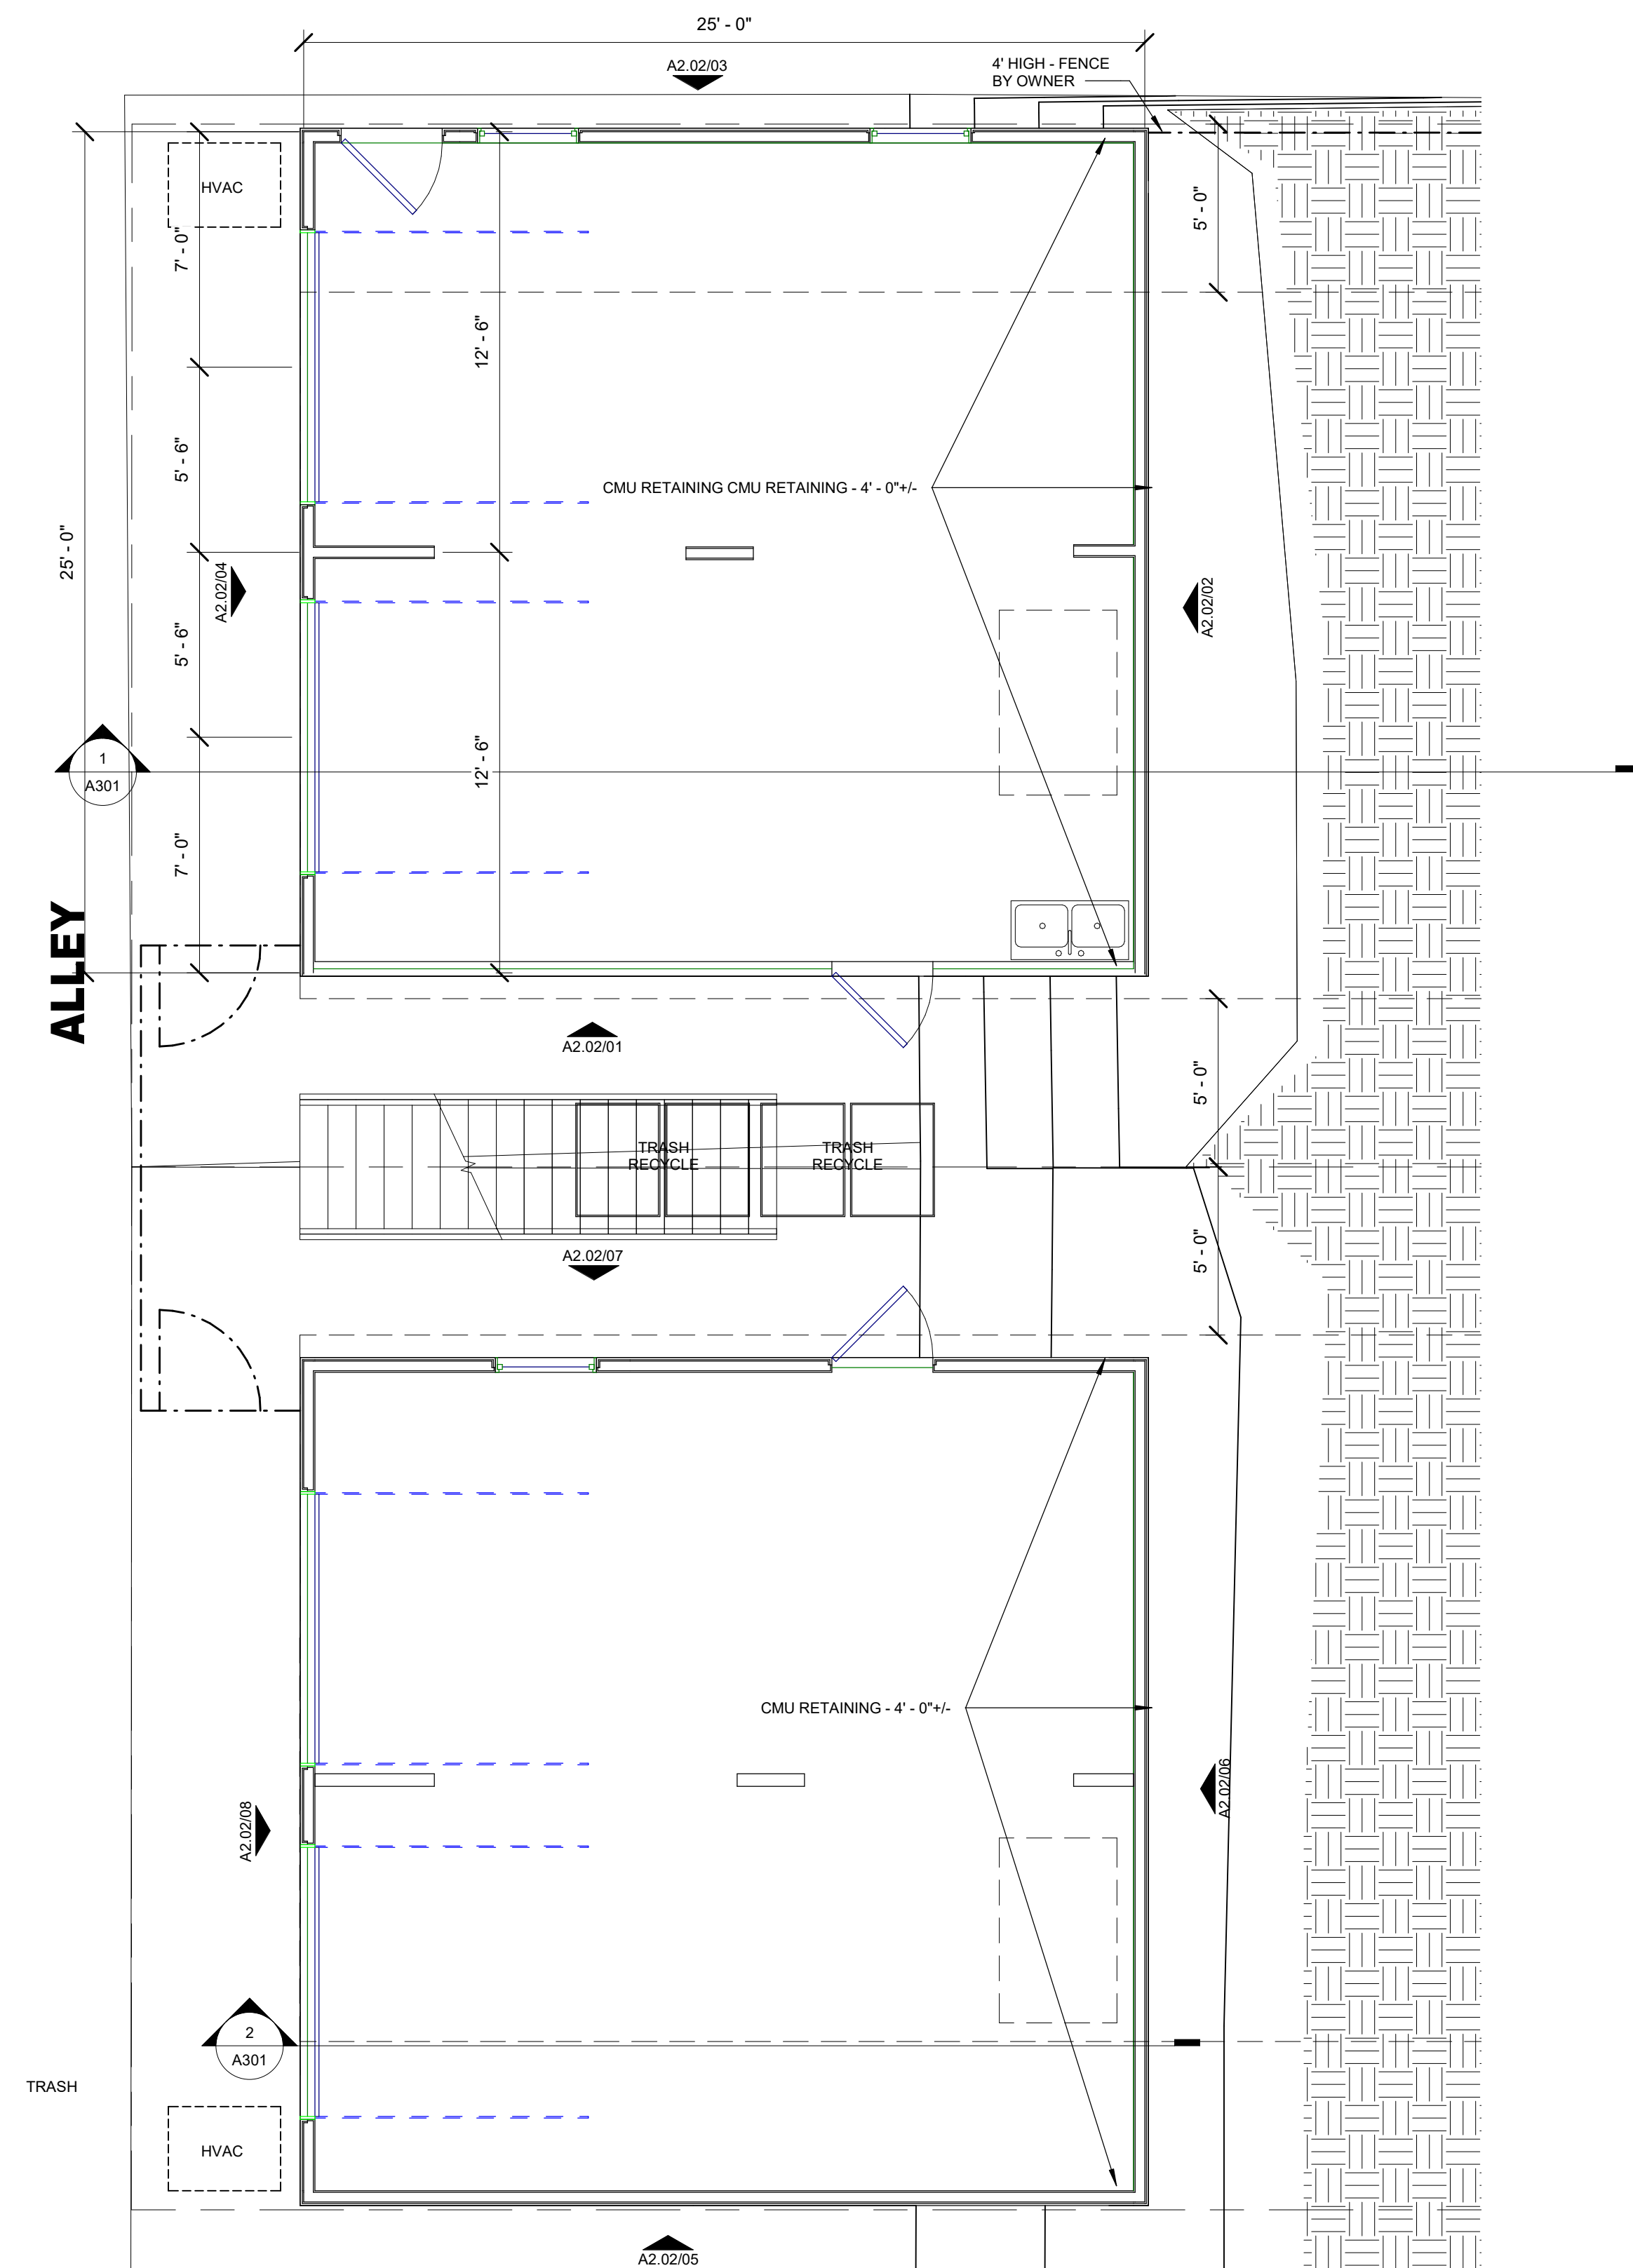 25' - 0"
A2.02/03
4' HIGH - FENCE
BY OWNER
HVAC
7' - 0"
5' - 0"
12' - 6"
5' - 6"
CMU RETAINING CMU RETAINING - 4' - 0"+/-
25' - 0"
A2.02/04
A2.02/02
5' - 6"
1
A301
12' - 6"
7' - 0"
ALLEY
A2.02/01
5' - 0"
TRASH
RECYCLE
TRASH
RECYCLE
A2.02/07
5' - 0"
CMU RETAINING - 4' - 0"+/-
A2.02/06
A2.02/08
2
A301
TRASH
HVAC
A2.02/05